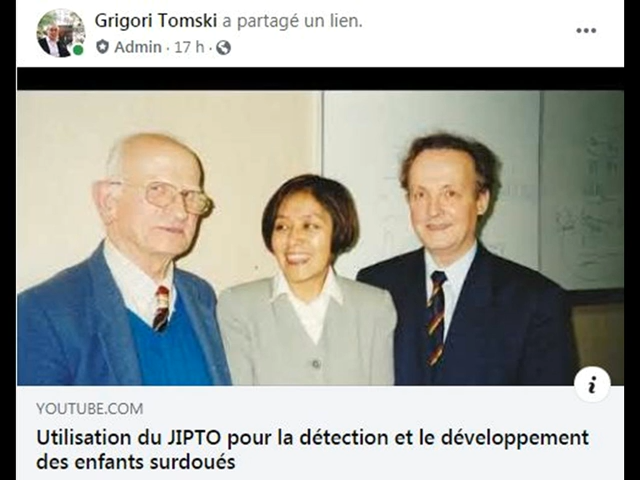 Grigori Tomski a partagé un lien.
Admin · 17 h ·
YOUTUBE.COM
Utilisation du JIPTO pour la détection et le développement
des enfants surdoués